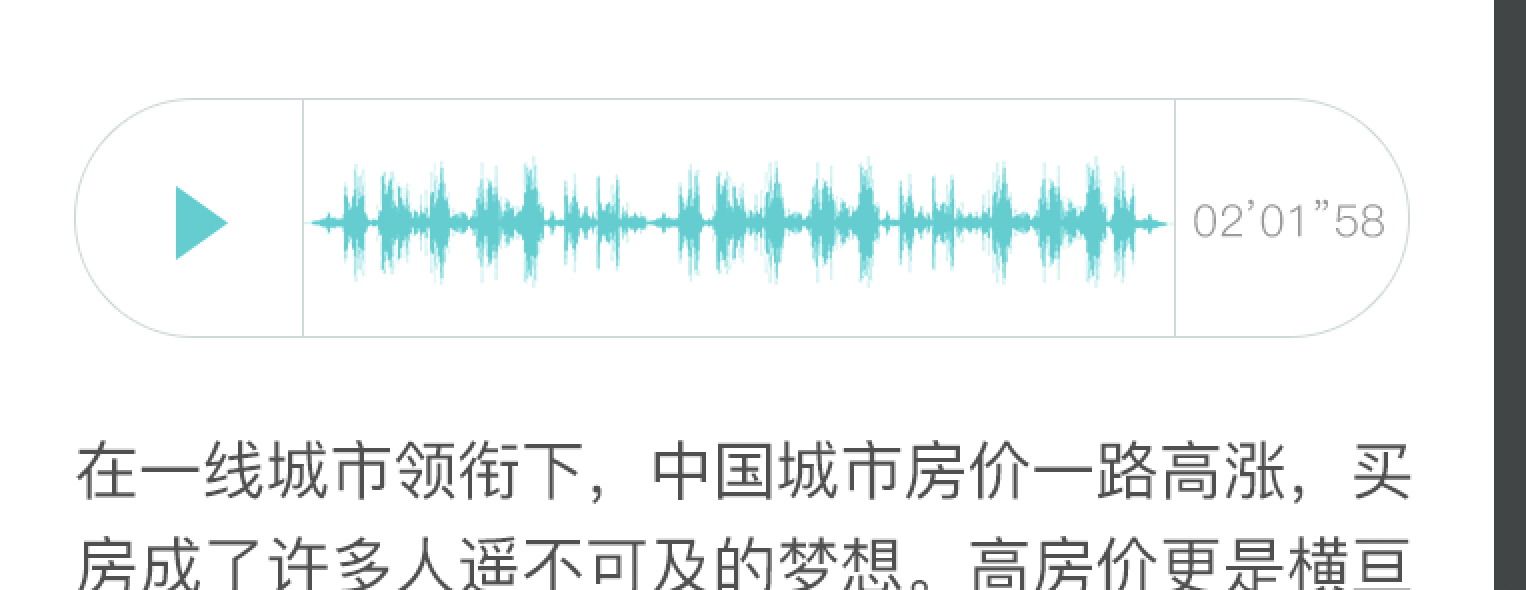 02’01”58
在一线城市领衔下，中国城市房价一路高涨，买
房成了许多人遥不可及的梦想。高房价更是横亘